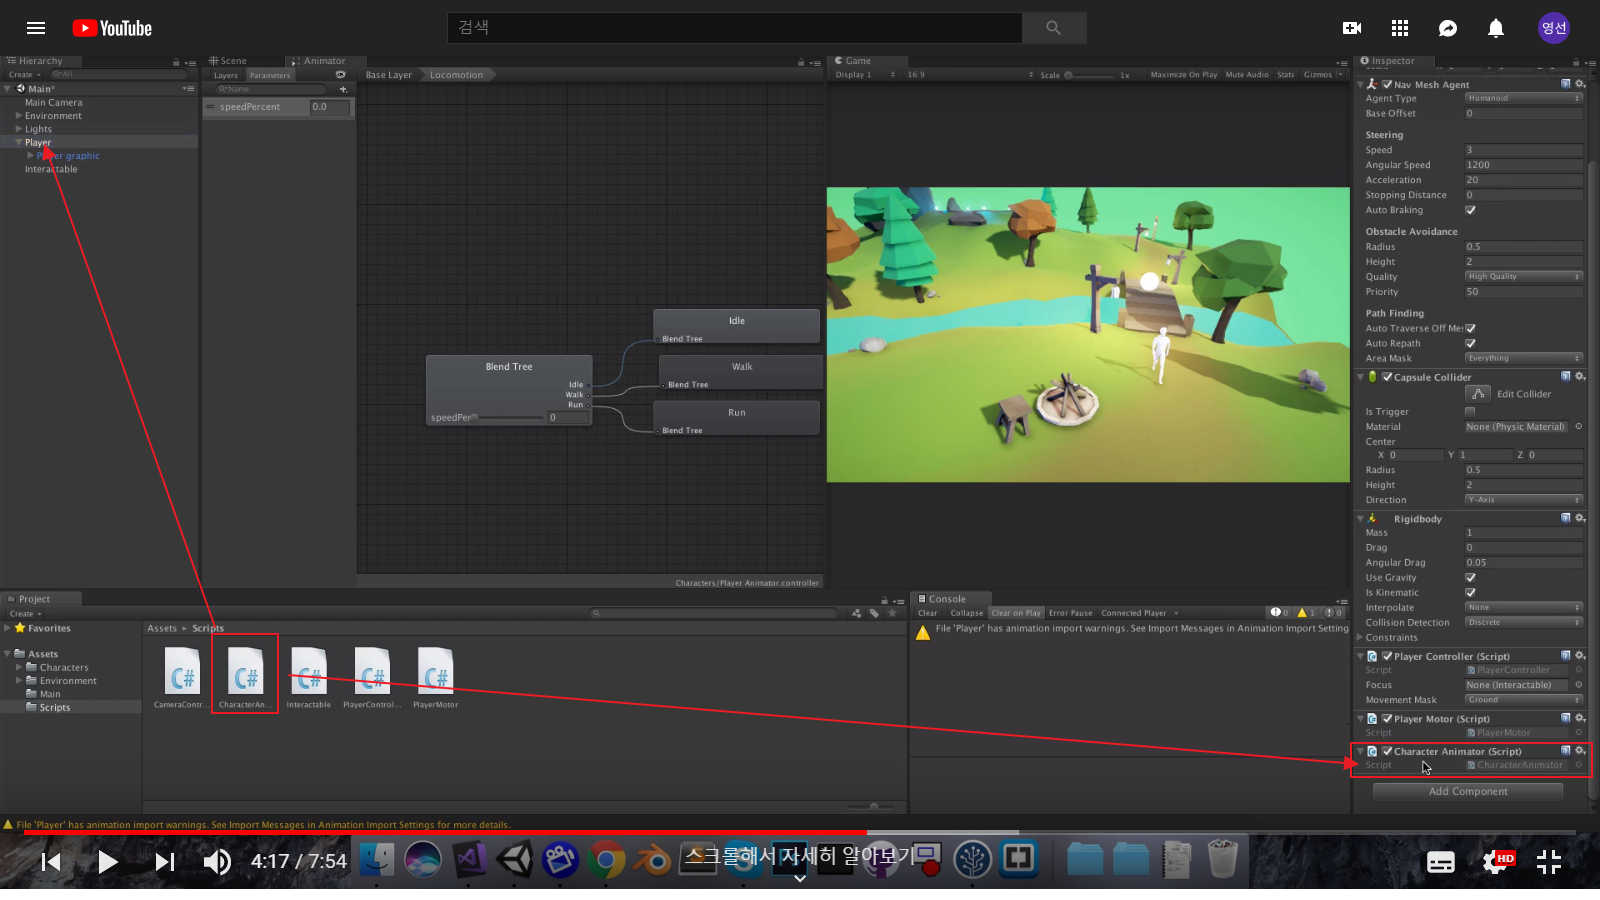 YouTube
검색
영선
Hierarchy
Create
All
Main*
Main Camera
Environment
Lights
Player
Player graphic
Interactable
Scene
Animator
Layers
Parameters
Name
speedPercent 0.0
Base Layer
Locomotion
Blend Tree
Idle
Walk
Run
speedPer
0
Idle
Blend Tree
Walk
Blend Tree
Run
Blend Tree
Characters/Player Animator.controller
Game
Display 1
16:9
Scale
1x
Maximize On Play
Mute Audio
Stats
Gizmos
Inspector
Nav Mesh Agent
Agent Type Humanoid
Base Offset 0
Steering
Speed 3
Angular Speed 1200
Acceleration 20
Stopping Distance 0
Auto Braking
Obstacle Avoidance
Radius 0.5
Height 2
Quality High Quality
Priority 50
Path Finding
Auto Traverse Off Me
Auto Repath
Area Mask Everything
Capsule Collider
Edit Collider
Is Trigger
Material None (Physic Material)
Center
X 0 Y 1 Z 0
Radius 0.5
Height 2
Direction Y-Axis
Rigidbody
Mass 1
Drag 0
Angular Drag 0.05
Use Gravity
Is Kinematic
Interpolate None
Collision Detection Discrete
Constraints
Player Controller (Script)
Script PlayerController
Focus None (Interactable)
Movement Mask Ground
Player Motor (Script)
Script PlayerMotor
Character Animator (Script)
Script CharacterAnimator
Add Component
Project
Create
Favorites
Assets
Characters
Environment
Main
Scripts
Assets ▸ Scripts
C# C# C# C# C#
CameraContr... CharacterAn... Interactable PlayerControl... PlayerMotor
Console
Clear Collapse Clear on Play Error Pause Connected Player
0 1 0
File 'Player' has animation import warnings. See Import Messages in Animation Import Setting
File 'Player' has animation import warnings. See Import Messages in Animation Import Settings for more details.
4:17 / 7:54
스크롤해서 자세히 알아보기
HD